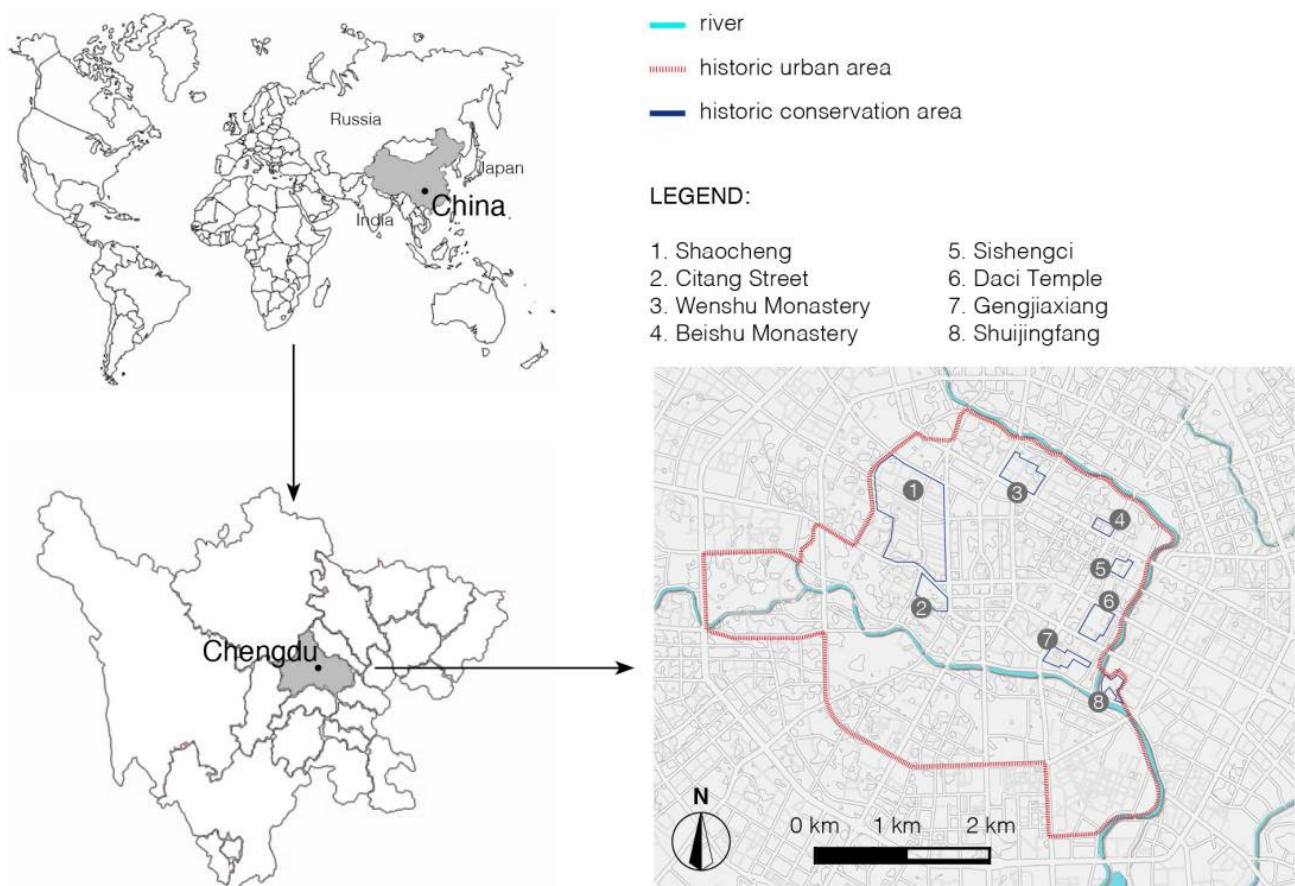 Russia
Japan
China
India
river
historic urban area
historic conservation area
LEGEND:
1. Shaocheng
2. Citang Street
3. Wenshu Monastery
4. Beishu Monastery
5. Sishengci
6. Daci Temple
7. Gengjiaxiang
8. Shuijingfang
Chengdu
1
2
3
4
5
6
7
8
N
0 km 1 km 2 km